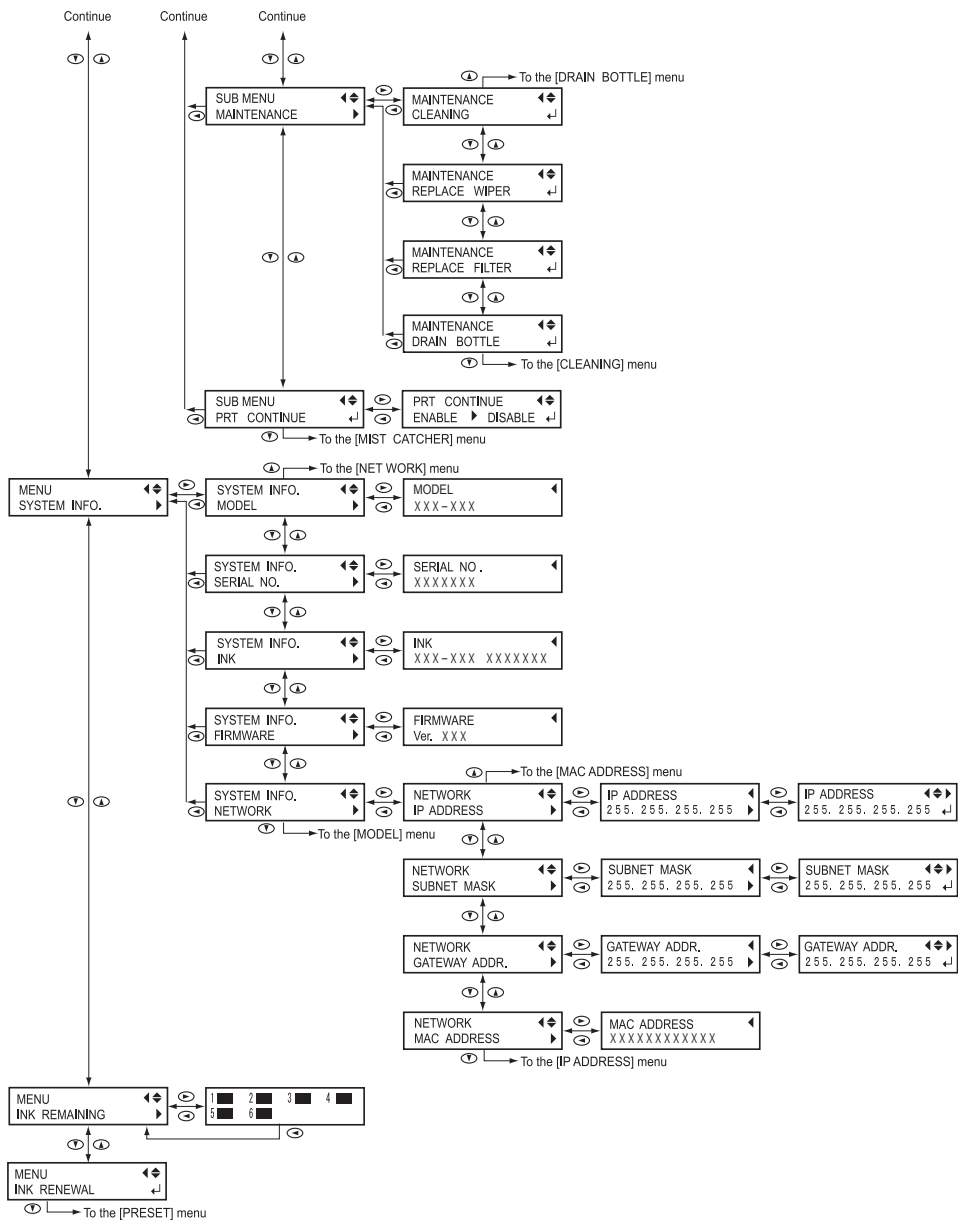 Continue
Continue
Continue
To the [DRAIN BOTTLE] menu
SUB MENU
MAINTENANCE
MAINTENANCE
CLEANING
MAINTENANCE
REPLACE WIPER
MAINTENANCE
REPLACE FILTER
MAINTENANCE
DRAIN BOTTLE
To the [CLEANING] menu
SUB MENU
PRT CONTINUE
PRT CONTINUE
ENABLE DISABLE
To the [MIST CATCHER] menu
To the [NET WORK] menu
MENU
SYSTEM INFO.
SYSTEM INFO.
MODEL
MODEL
XXX-XXX
SYSTEM INFO.
SERIAL NO.
SERIAL NO.
XXXXXXX
SYSTEM INFO.
INK
INK
XXX-XXX XXXXXXX
SYSTEM INFO.
FIRMWARE
FIRMWARE
Ver. XXX
To the [MAC ADDRESS] menu
SYSTEM INFO.
NETWORK
NETWORK
IP ADDRESS
IP ADDRESS
255. 255. 255. 255
IP ADDRESS
255. 255. 255. 255
To the [MODEL] menu
NETWORK
SUBNET MASK
SUBNET MASK
255. 255. 255. 255
SUBNET MASK
255. 255. 255. 255
NETWORK
GATEWAY ADDR.
GATEWAY ADDR.
255. 255. 255. 255
GATEWAY ADDR.
255. 255. 255. 255
NETWORK
MAC ADDRESS
MAC ADDRESS
XXXXXXXXXXXX
To the [IP ADDRESS] menu
MENU
INK REMAINING
1 2 3 4
5 6
MENU
INK RENEWAL
To the [PRESET] menu